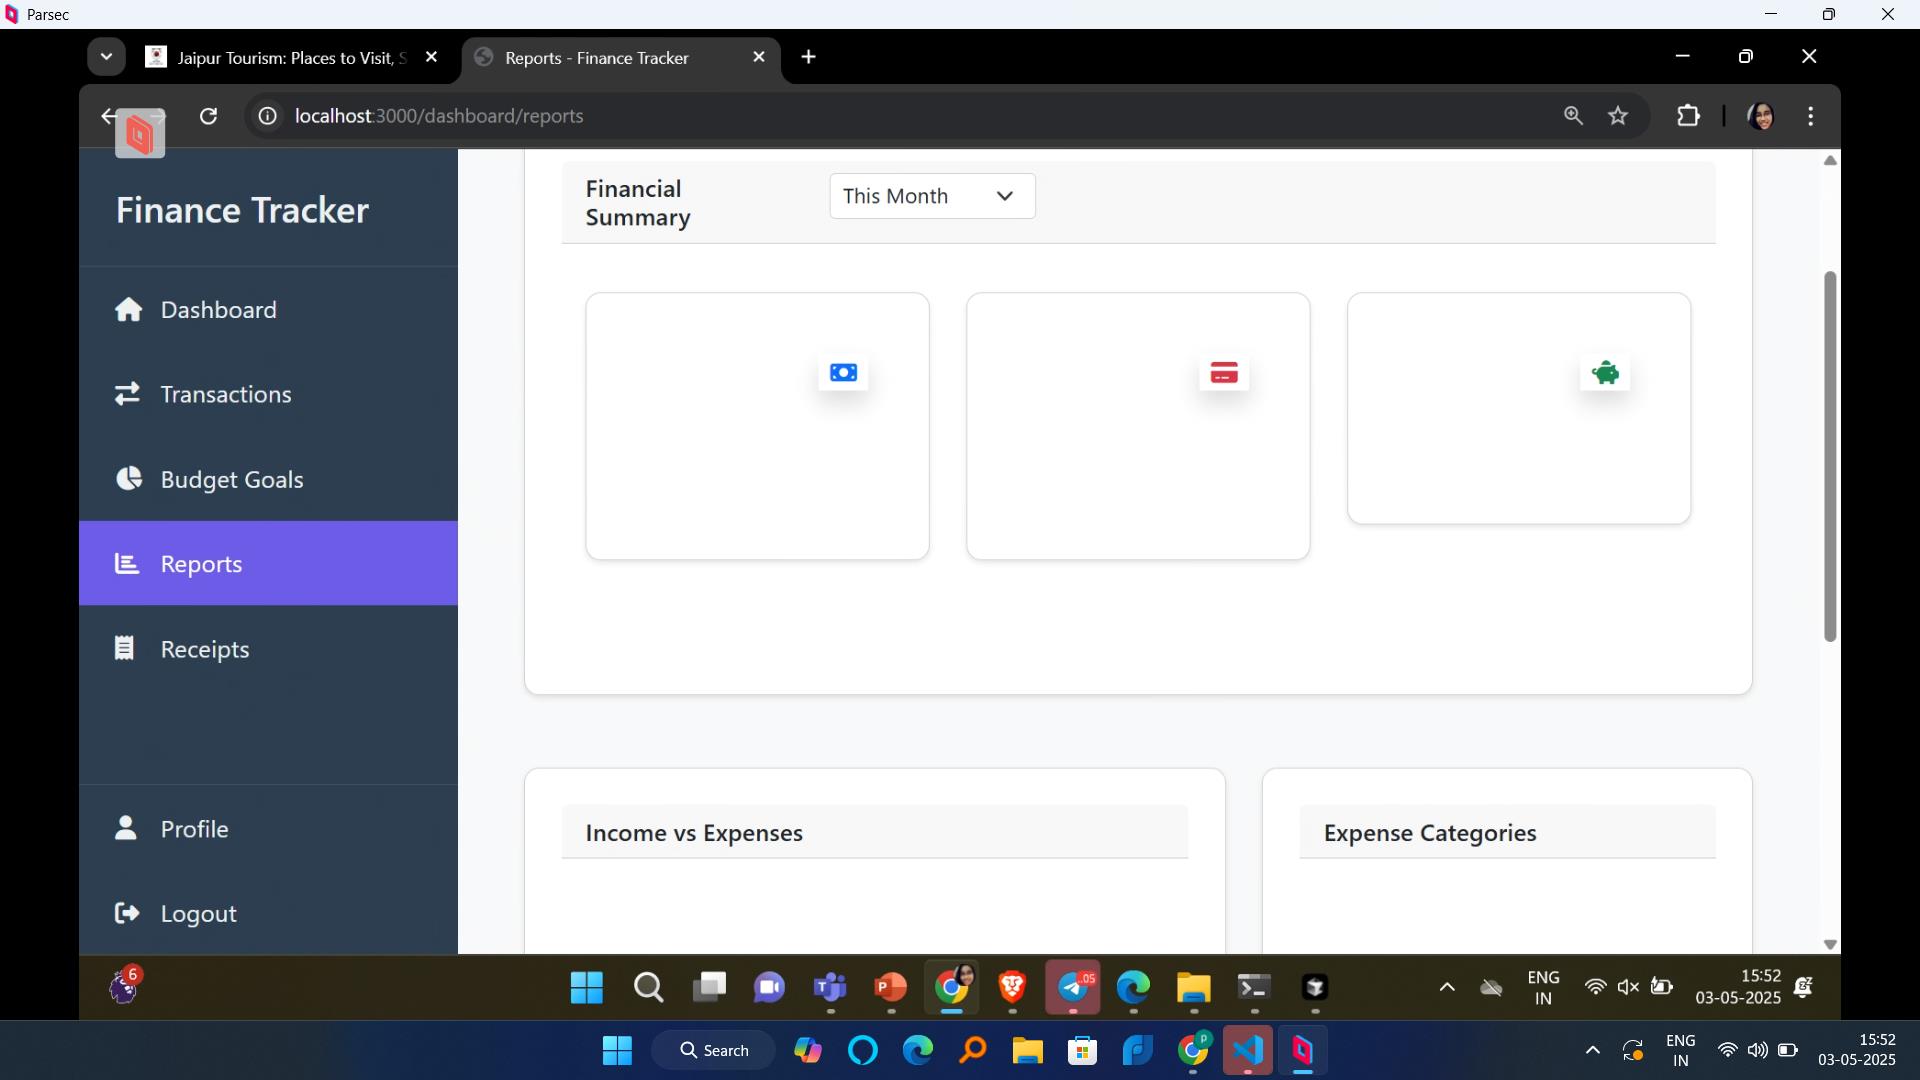 Parsec
Jaipur Tourism: Places to Visit, S
Reports - Finance Tracker
localhost:3000/dashboard/reports
Finance Tracker
Dashboard
Transactions
Budget Goals
Reports
Receipts
Profile
Logout
Financial
Summary
This Month
Income vs Expenses
Expense Categories
6
.05
ENG
IN
15:52
03-05-2025
Search
P
ENG
IN
15:52
03-05-2025